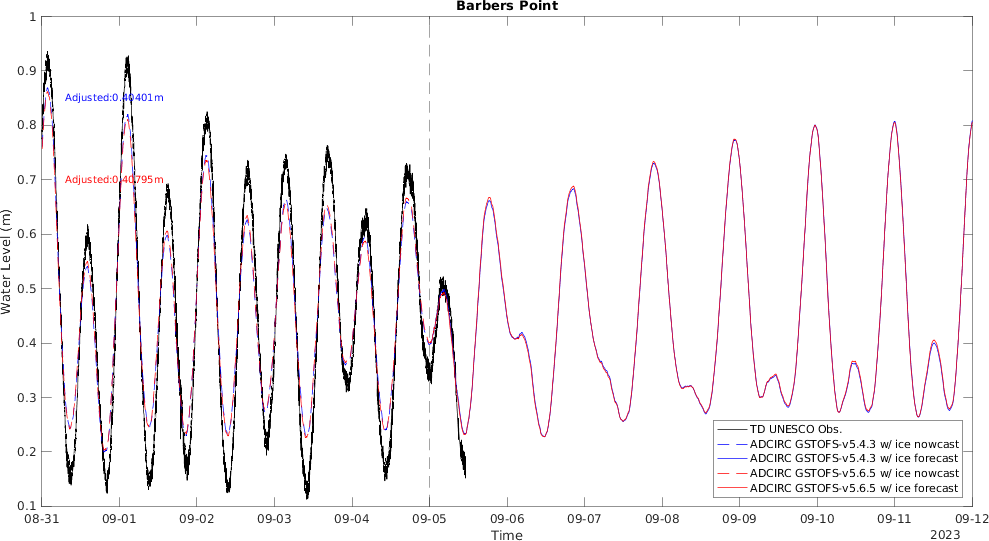 Barbers Point
1
0.9
0.8
0.7
0.6
0.5
0.4
0.3
0.2
0.1
Water Level (m)
Adjusted:0.40401m
Adjusted:0.40795m
TD UNESCO Obs.
ADCIRC GSTOFS-v5.4.3 w/ ice nowcast
ADCIRC GSTOFS-v5.4.3 w/ ice forecast
ADCIRC GSTOFS-v5.6.5 w/ ice nowcast
ADCIRC GSTOFS-v5.6.5 w/ ice forecast
08-31 09-01 09-02 09-03 09-04 09-05 09-06 09-07 09-08 09-09 09-10 09-11 09-12
Time
2023